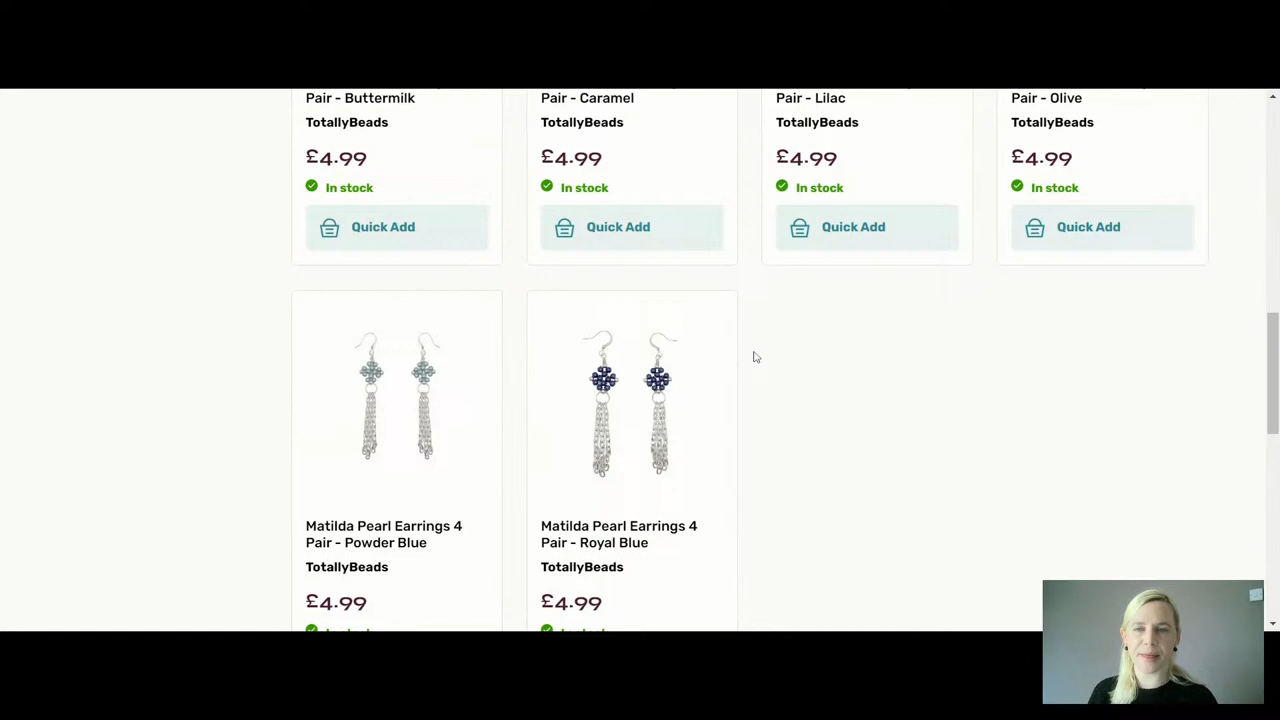 Pair - Buttermilk
Pair - Caramel
Pair - Lilac
Pair - Olive
TotallyBeads
TotallyBeads
TotallyBeads
TotallyBeads
£4.99
£4.99
£4.99
£4.99
In stock
In stock
In stock
In stock
Quick Add
Quick Add
Quick Add
Quick Add
Matilda Pearl Earrings 4
Pair - Powder Blue
TotallyBeads
£4.99
Matilda Pearl Earrings 4
Pair - Royal Blue
TotallyBeads
£4.99